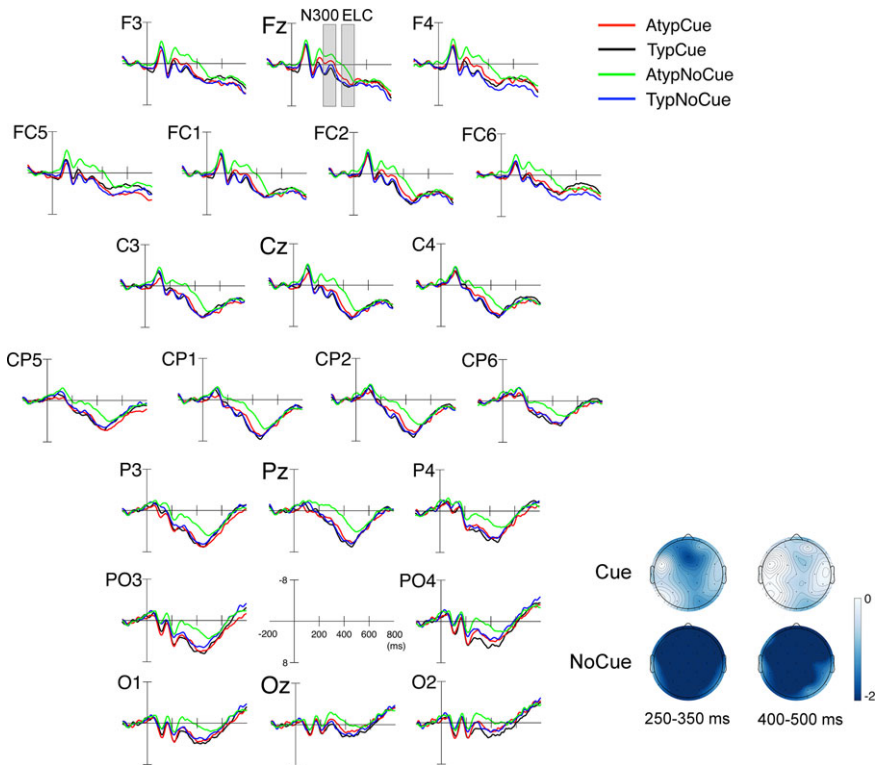 N300 ELC
F3 Fz F4
AtypCue
TypCue
AtypNoCue
TypNoCue
FC5 FC1 FC2 FC6
C3 Cz C4
CP5 CP1 CP2 CP6
P3 Pz P4
PO3 PO4
-8
-200 200 400 600 800
(ms)
8
O1 Oz O2
Cue
0
NoCue
-2
250-350 ms 400-500 ms